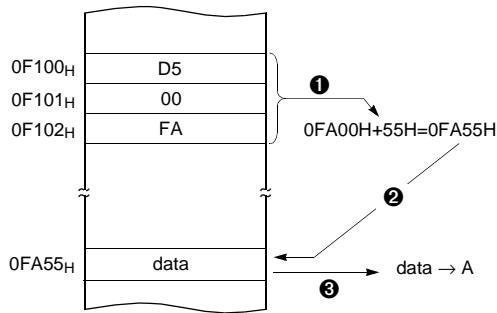 0F100H D5
0F101H 00
0F102H FA
❶
0FA00H+55H=0FA55H
❷
0FA55H data
❸
data → A